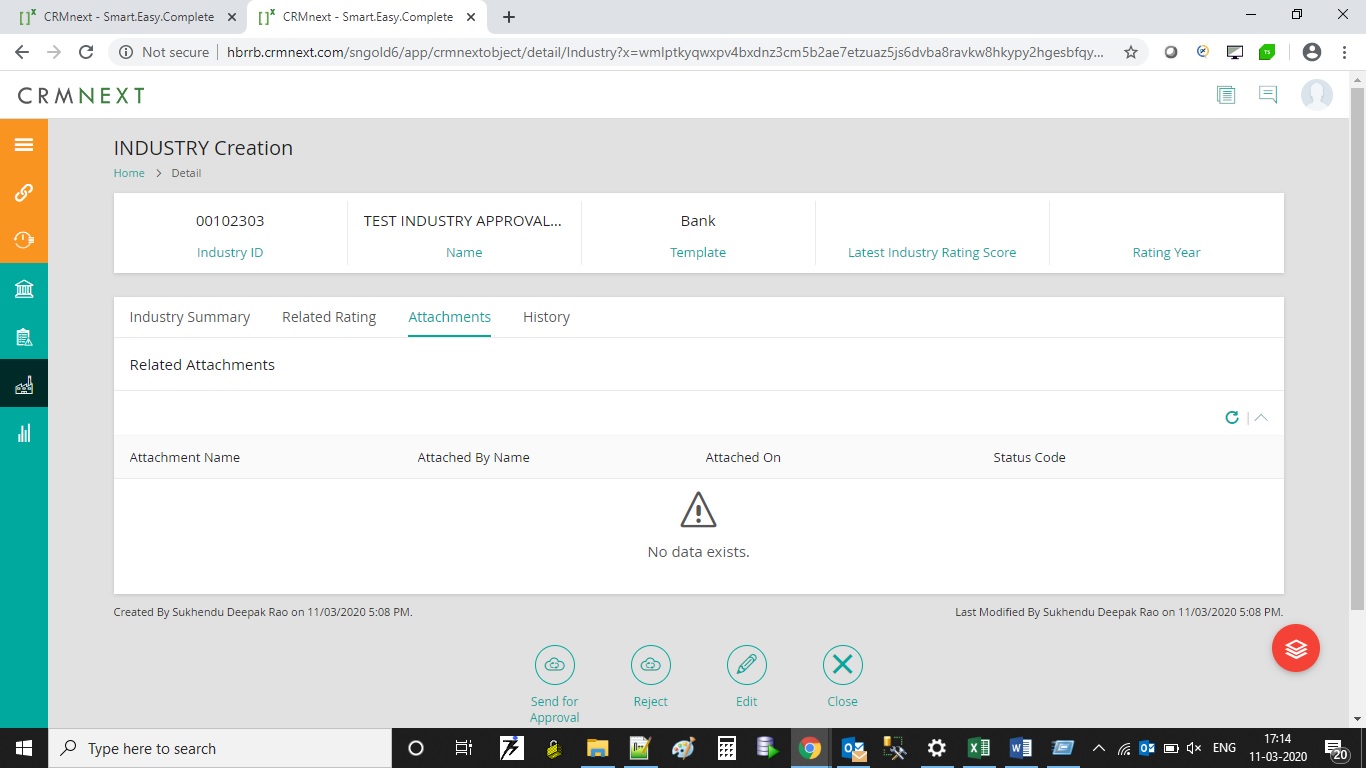 CRMnext - Smart.Easy.Complete
CRMnext - Smart.Easy.Complete
Not secure
hbrrb.crmnext.com/sngold6/app/crmnextobject/detail/Industry?x=wmlptkyqwxpv4bxdnz3cm5b2ae7etzuaz5js6dvba8ravkw8hkypy2hgesbfqy...
CRMNEXT
INDUSTRY Creation
Home > Detail
00102303
Industry ID
TEST INDUSTRY APPROVAL...
Name
Bank
Template
Latest Industry Rating Score
Rating Year
Industry Summary Related Rating Attachments History
Related Attachments
Attachment Name Attached By Name Attached On Status Code
No data exists.
Created By Sukhendu Deepak Rao on 11/03/2020 5:08 PM.
Last Modified By Sukhendu Deepak Rao on 11/03/2020 5:08 PM.
Send for
Approval
Reject
Edit
Close
Type here to search
ENG
17:14
11-03-2020
20